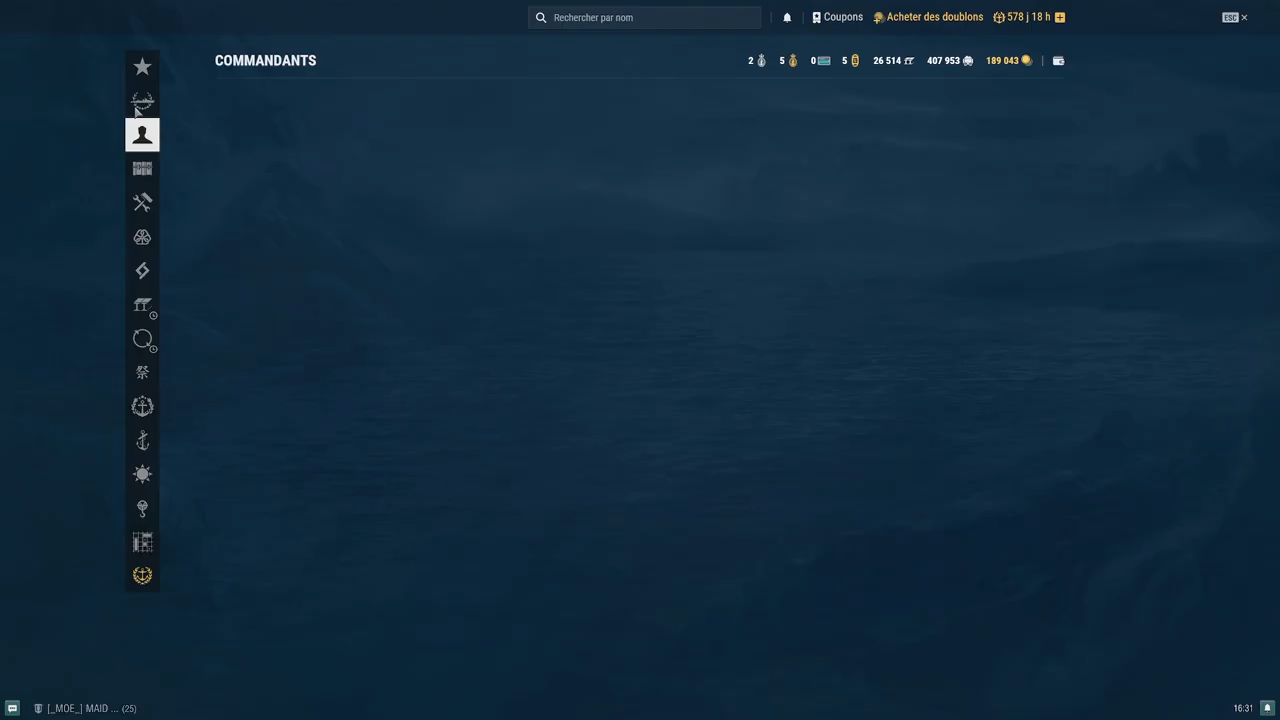 Rechercher par nom
Coupons
Acheter des doublons
578 j 18 h
ESC
COMMANDANTS
2 5 0 5 26 514 407 953 189 043
祭
[_MOE_] MAID ... (25)
16:31